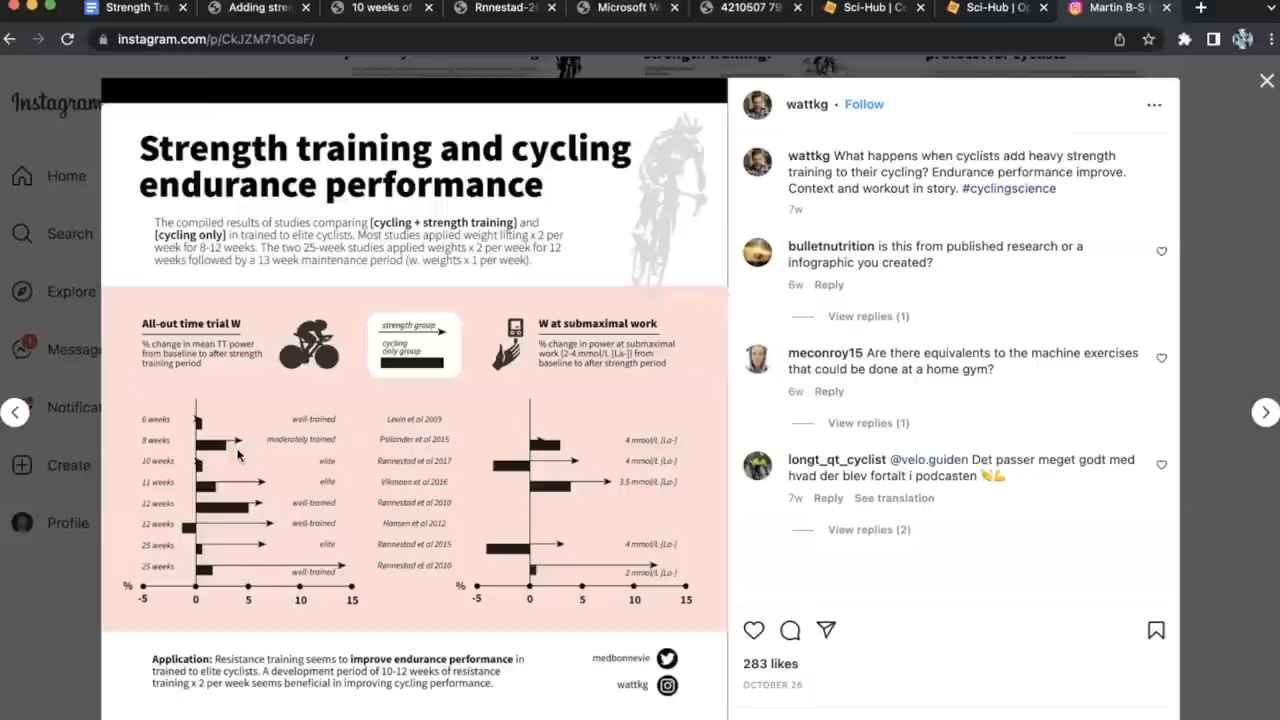 Strength Tra
Adding stren
10 weeks of
Rnnestad-2
Microsoft W
4210507 79
Sci-Hub | C
Sci-Hub | O
Martin B-S |
instagram.com/p/CkJZM71OGaF/
Instagram
Home
Search
Explore
Messag
Notifica
Create
Profile
Strength training and cycling
endurance performance
The compiled results of studies comparing [cycling + strength training] and
[cycling only] in trained to elite cyclists. Most studies applied weight lifting x 2 per
week for 8-12 weeks. The two 25-week studies applied weights x 2 per week for 12
weeks followed by a 13 week maintenance period (w. weights x 1 per week).
All-out time trial W
% change in mean TT power
from baseline to after strength
training period
strength group
cycling
only group
W at submaximal work
% change in power at submaximal
work (2-4 mmol/L [La-]) from
baseline to after strength period
6 weeks well-trained Levin et al 2009
8 weeks moderately trained Psilander et al 2015 4 mmol/L [La-]
10 weeks elite Rønnestad et al 2017 4 mmol/L [La-]
11 weeks elite Vikmoen et al 2016 3.5 mmol/L [La-]
12 weeks well-trained Rønnestad et al 2010
12 weeks well-trained Hansen et al 2012
25 weeks elite Rønnestad et al 2015 4 mmol/L [La-]
25 weeks well-trained Rønnestad et al 2010 2 mmol/L [La-]
% -5 0 5 10 15 % -5 0 5 10 15
Application: Resistance training seems to improve endurance performance in
trained to elite cyclists. A development period of 10-12 weeks of resistance
training x 2 per week seems beneficial in improving cycling performance.
medbonnevie
wattkg
wattkg • Follow
wattkg What happens when cyclists add heavy strength
training to their cycling? Endurance performance improve.
Context and workout in story. #cyclingscience
7w
bulletnutrition is this from published research or a
infographic you created?
6w Reply
View replies (1)
meconroy15 Are there equivalents to the machine exercises
that could be done at a home gym?
6w Reply
View replies (1)
longt_qt_cyclist @velo.guiden Det passer meget godt med
hvad der blev fortalt i podcasten 👏💪
7w Reply See translation
View replies (2)
283 likes
OCTOBER 26